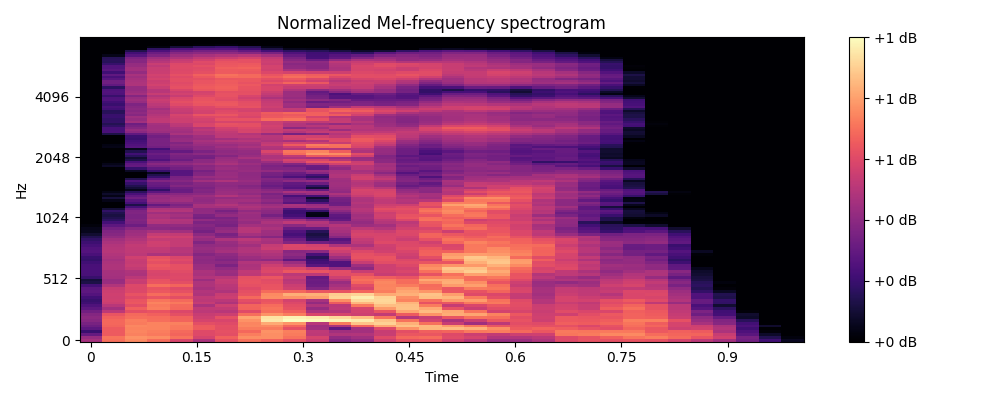 Normalized Mel-frequency spectrogram
Hz
4096
2048
1024
512
0
0 0.15 0.3 0.45 0.6 0.75 0.9
Time
+1 dB
+1 dB
+1 dB
+0 dB
+0 dB
+0 dB